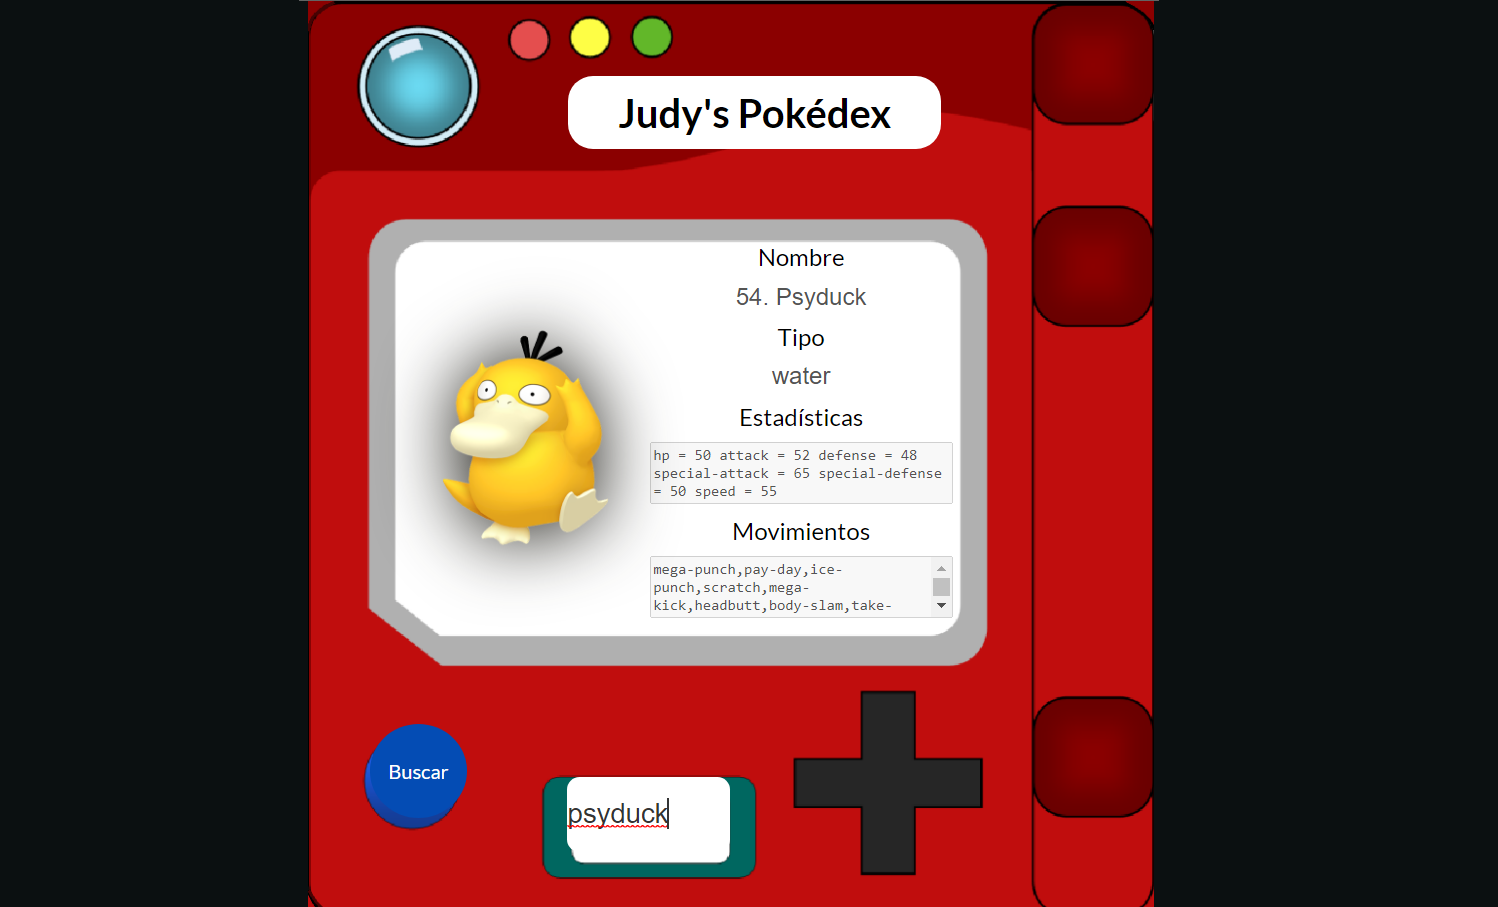 Judy's Pokédex
Nombre
54. Psyduck
Tipo
water
Estadísticas
hp = 50 attack = 52 defense = 48
special-attack = 65 special-defense
= 50 speed = 55
Movimientos
mega-punch,pay-day,ice-
punch,scratch,mega-
kick,headbutt,body-slam,take-
Buscar
psyduck